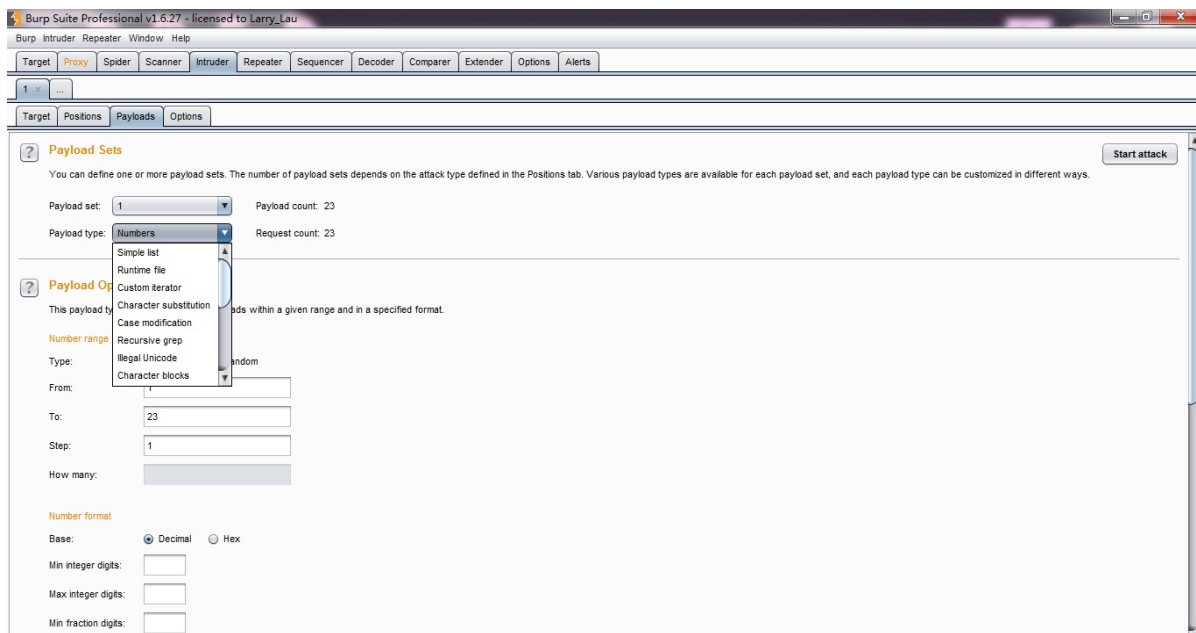 Burp Suite Professional v1.6.27 - licensed to Larry_Lau
Burp Intruder Repeater Window Help
Target Proxy Spider Scanner Intruder Repeater Sequencer Decoder Comparer Extender Options Alerts
1 × ...
Target Positions Payloads Options
? Payload Sets
Start attack
You can define one or more payload sets. The number of payload sets depends on the attack type defined in the Positions tab. Various payload types are available for each payload set, and each payload type can be customized in different ways.
Payload set: 1 Payload count: 23
Payload type: Numbers Request count: 23
Simple list
Runtime file
Custom iterator
Character substitution
Case modification
Recursive grep
Illegal Unicode
Character blocks
? Payload Op
This payload ty ads within a given range and in a specified format.
Number range
Type: andom
From: 1
To: 23
Step: 1
How many:
Number format
Base: Decimal Hex
Min integer digits:
Max integer digits:
Min fraction digits: